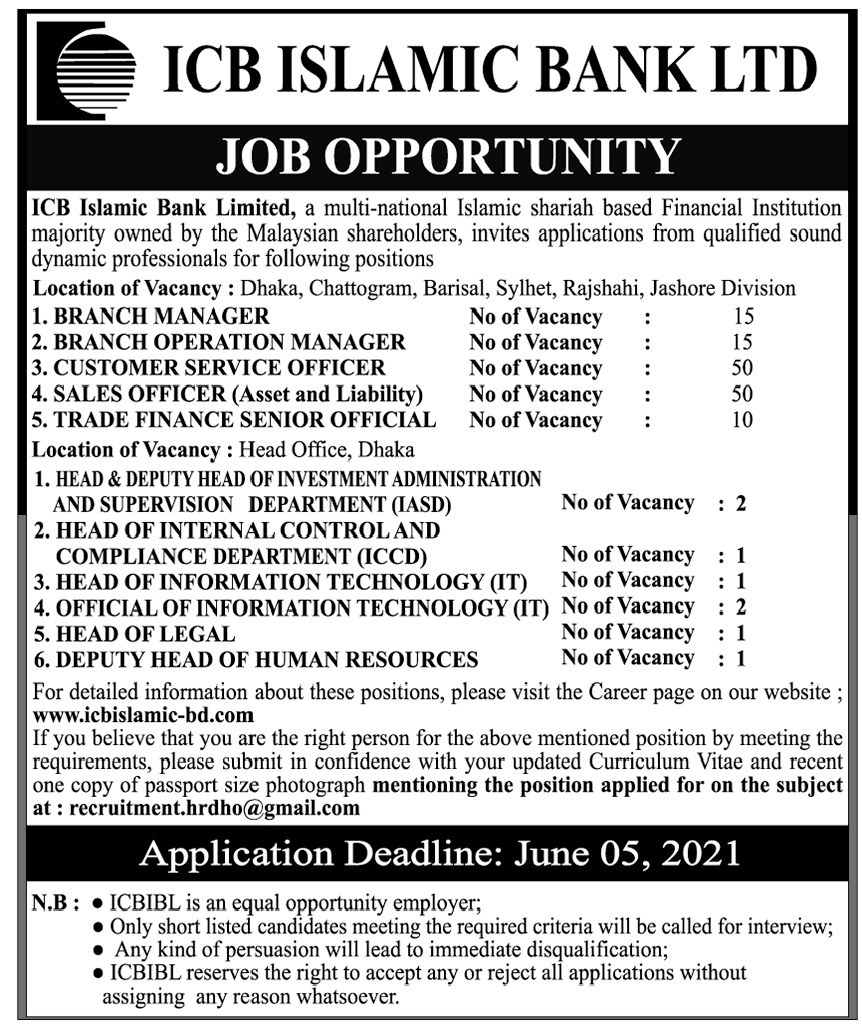 ICB ISLAMIC BANK LTD
JOB OPPORTUNITY
ICB Islamic Bank Limited, a multi-national Islamic shariah based Financial Institution
majority owned by the Malaysian shareholders, invites applications from qualified sound
dynamic professionals for following positions
Location of Vacancy : Dhaka, Chattogram, Barisal, Sylhet, Rajshahi, Jashore Division
1. BRANCH MANAGER No of Vacancy : 15
2. BRANCH OPERATION MANAGER No of Vacancy : 15
3. CUSTOMER SERVICE OFFICER No of Vacancy : 50
4. SALES OFFICER (Asset and Liability) No of Vacancy : 50
5. TRADE FINANCE SENIOR OFFICIAL No of Vacancy : 10
Location of Vacancy : Head Office, Dhaka
1. HEAD & DEPUTY HEAD OF INVESTMENT ADMINISTRATION
AND SUPERVISION DEPARTMENT (IASD) No of Vacancy : 2
2. HEAD OF INTERNAL CONTROL AND
COMPLIANCE DEPARTMENT (ICCD) No of Vacancy : 1
3. HEAD OF INFORMATION TECHNOLOGY (IT) No of Vacancy : 1
4. OFFICIAL OF INFORMATION TECHNOLOGY (IT) No of Vacancy : 2
5. HEAD OF LEGAL No of Vacancy : 1
6. DEPUTY HEAD OF HUMAN RESOURCES No of Vacancy : 1
For detailed information about these positions, please visit the Career page on our website ;
www.icbislamic-bd.com
If you believe that you are the right person for the above mentioned position by meeting the
requirements, please submit in confidence with your updated Curriculum Vitae and recent
one copy of passport size photograph mentioning the position applied for on the subject
at : recruitment.hrdho@gmail.com
Application Deadline: June 05, 2021
N.B : ● ICBIBL is an equal opportunity employer;
● Only short listed candidates meeting the required criteria will be called for interview;
● Any kind of persuasion will lead to immediate disqualification;
● ICBIBL reserves the right to accept any or reject all applications without
assigning any reason whatsoever.